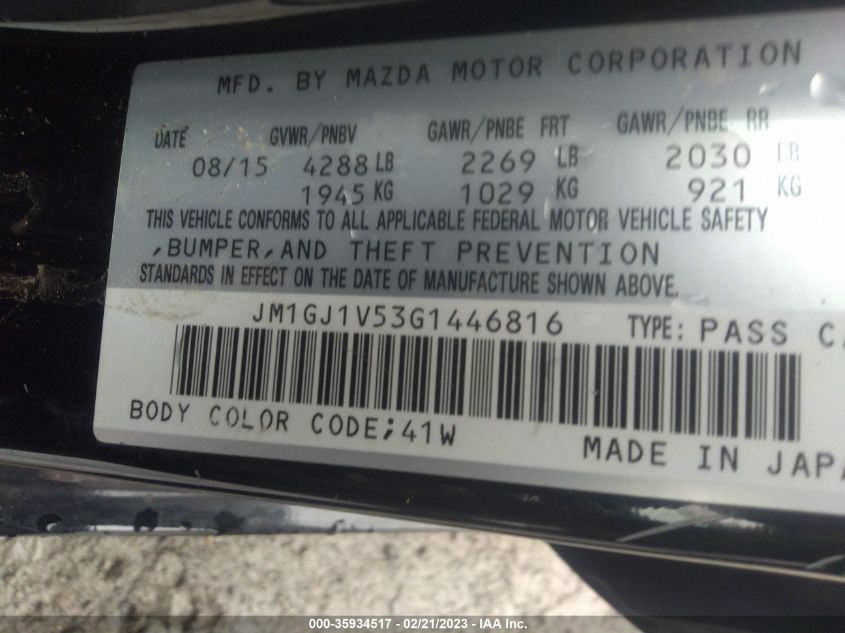 MFD. BY MAZDA MOTOR CORPORATION
DATE GVWR/PNBV GAWR/PNBE FRT GAWR/PNBE RR
08/15 4288 LB 2269 LB 2030 LB
1945 KG 1029 KG 921 KG
THIS VEHICLE CONFORMS TO ALL APPLICABLE FEDERAL MOTOR VEHICLE SAFETY
,BUMPER,AND THEFT PREVENTION
STANDARDS IN EFFECT ON THE DATE OF MANUFACTURE SHOWN ABOVE.
JM1GJ1V53G1446816 TYPE: PASS CA
BODY COLOR CODE;41W MADE IN JAPA
000-35934517 - 02/21/2023 - IAA Inc.